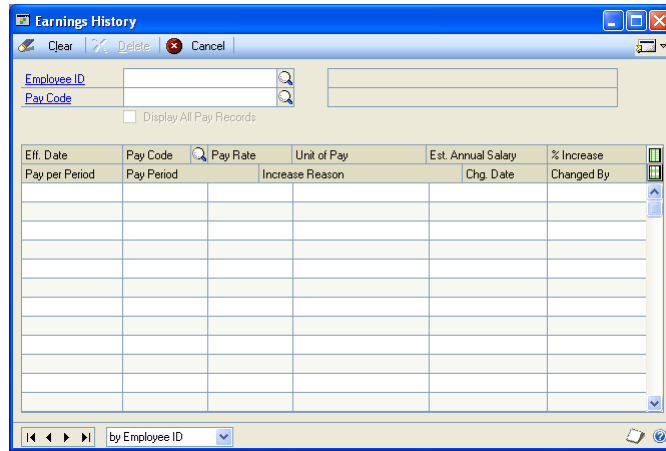 Earnings History
Clear Delete Cancel
Employee ID
Pay Code
Display All Pay Records
Eff. Date Pay Code Pay Rate Unit of Pay Est. Annual Salary % Increase
Pay per Period Pay Period Increase Reason Chg. Date Changed By
by Employee ID